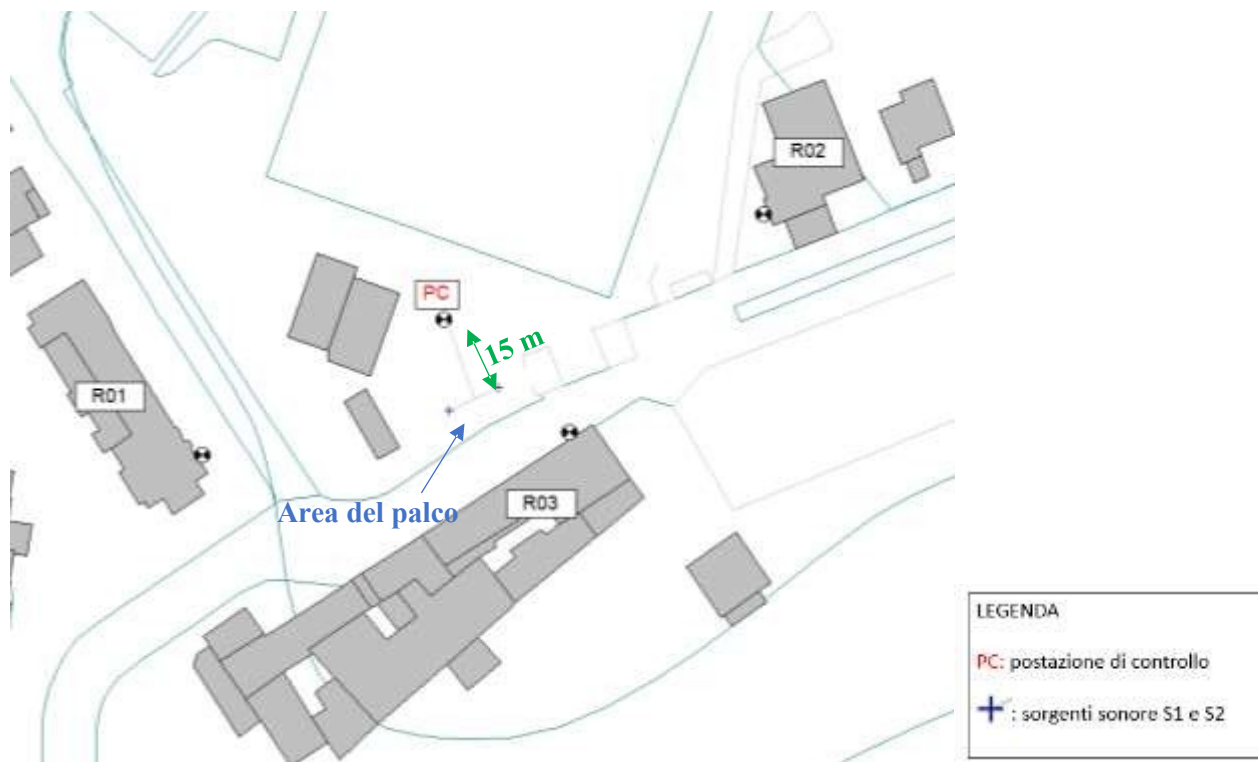 R02
PC
15 m
R01
Area del palco
R03
LEGENDA
PC: postazione di controllo
+ : sorgenti sonore S1 e S2